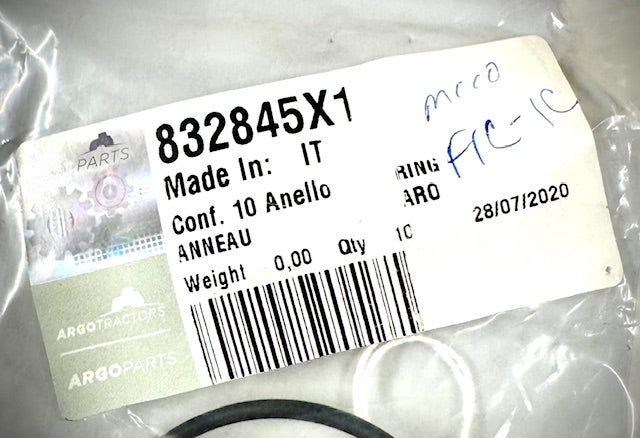 PARTS
832845X1
Made In: IT
Conf. 10 Anello RING
ANNEAU ARO
Weight 0,00 Qty 10
28/07/2020
ARGOTRACTORS
ARGOPARTS